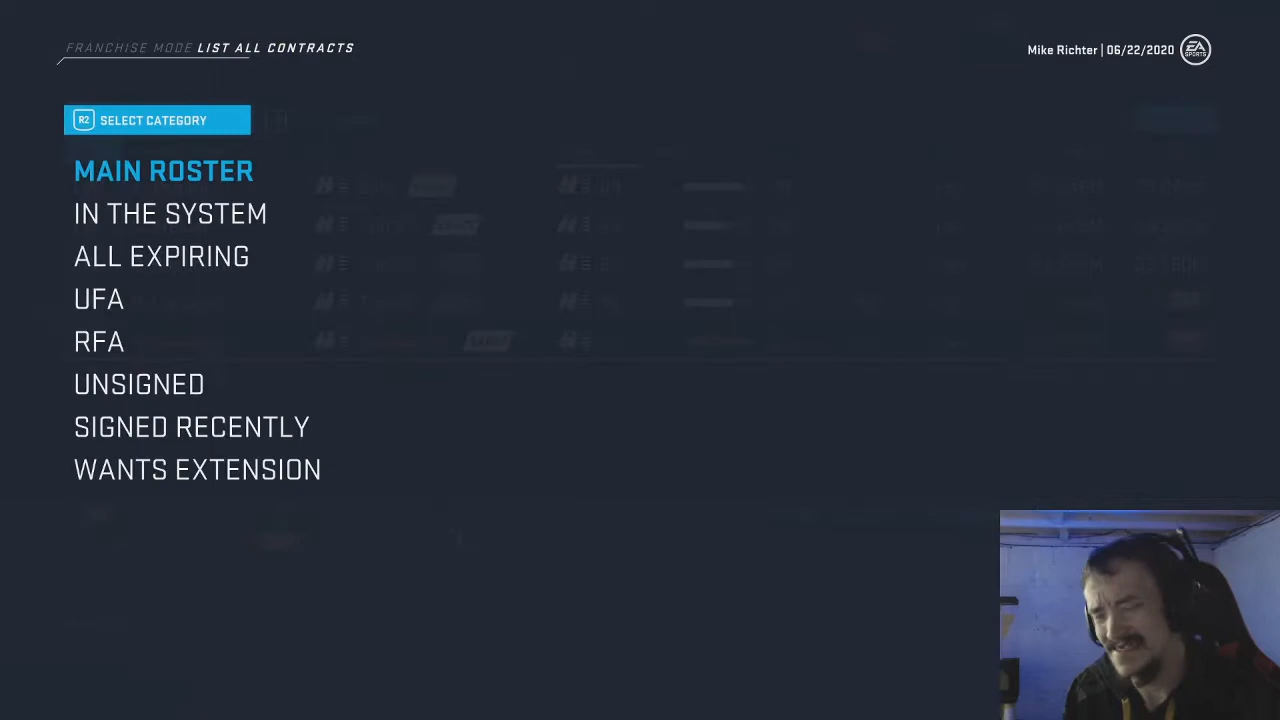 FRANCHISE MODE LIST ALL CONTRACTS
Mike Richter | 06/22/2020 EA SPORTS
R2 SELECT CATEGORY
MAIN ROSTER
IN THE SYSTEM
ALL EXPIRING
UFA
RFA
UNSIGNED
SIGNED RECENTLY
WANTS EXTENSION